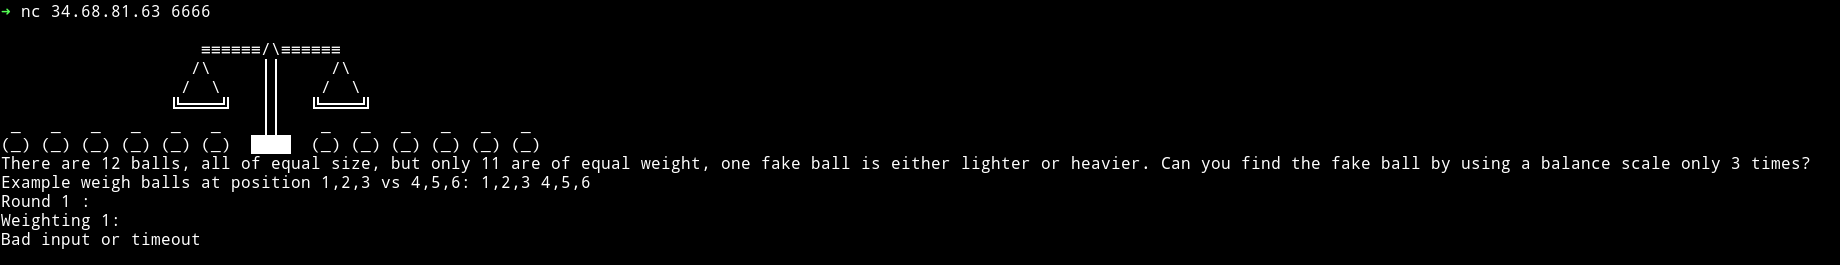 → nc 34.68.81.63 6666
======/\======
/\ || /\
/ \ || / \
╚╚════╝╝ || ╚╚════╝╝
_ _ _ _ _ _ || _ _ _ _ _ _
(_) (_) (_) (_) (_) (_) ████ (_) (_) (_) (_) (_) (_)
There are 12 balls, all of equal size, but only 11 are of equal weight, one fake ball is either lighter or heavier. Can you find the fake ball by using a balance scale only 3 times?
Example weigh balls at position 1,2,3 vs 4,5,6: 1,2,3 4,5,6
Round 1 :
Weighting 1:
Bad input or timeout